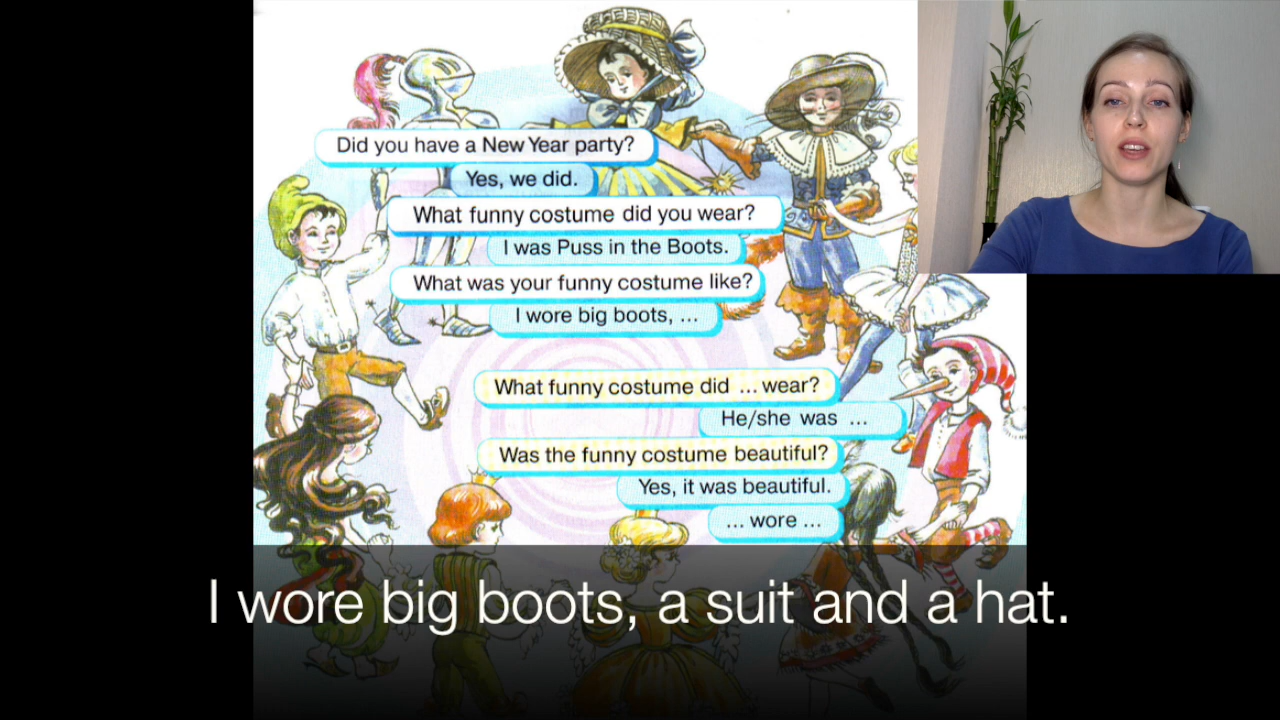 Did you have a New Year party?
Yes, we did.
What funny costume did you wear?
I was Puss in the Boots.
What was your funny costume like?
I wore big boots, ...
What funny costume did ... wear?
He/she was ...
Was the funny costume beautiful?
Yes, it was beautiful.
... wore ...
I wore big boots, a suit and a hat.